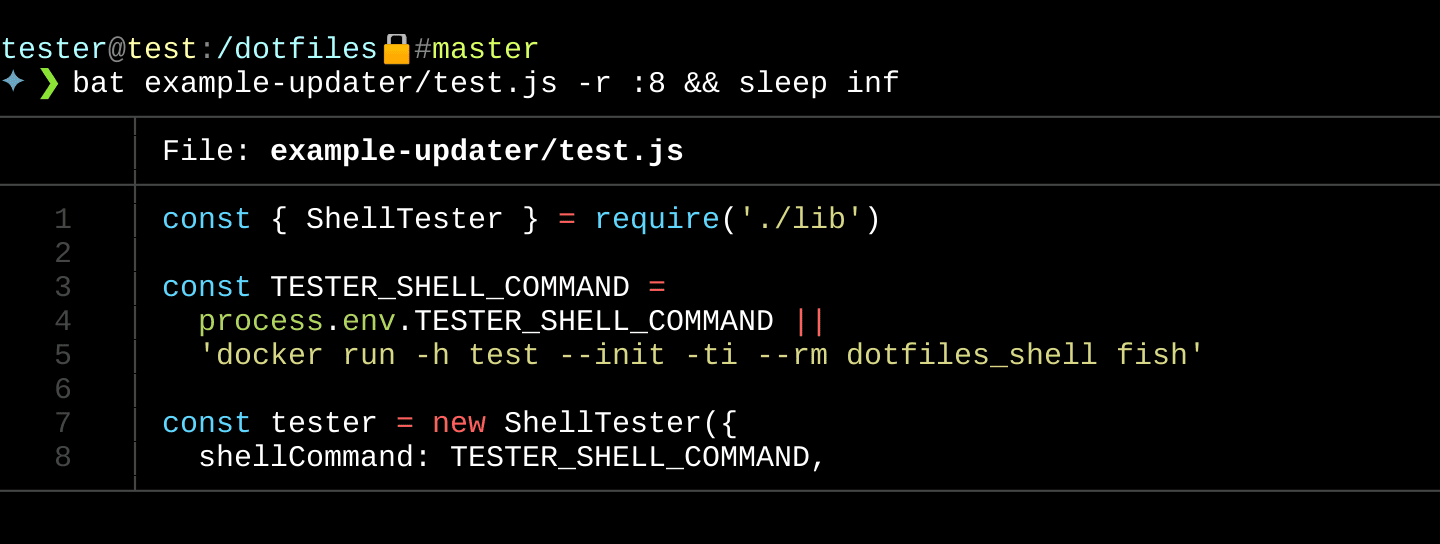 tester@test:/dotfiles🔒#master
✦ ❯ bat example-updater/test.js -r :8 && sleep inf
File: example-updater/test.js
1 const { ShellTester } = require('./lib')
2
3 const TESTER_SHELL_COMMAND =
4 process.env.TESTER_SHELL_COMMAND ||
5 'docker run -h test --init -ti --rm dotfiles_shell fish'
6
7 const tester = new ShellTester({
8 shellCommand: TESTER_SHELL_COMMAND,